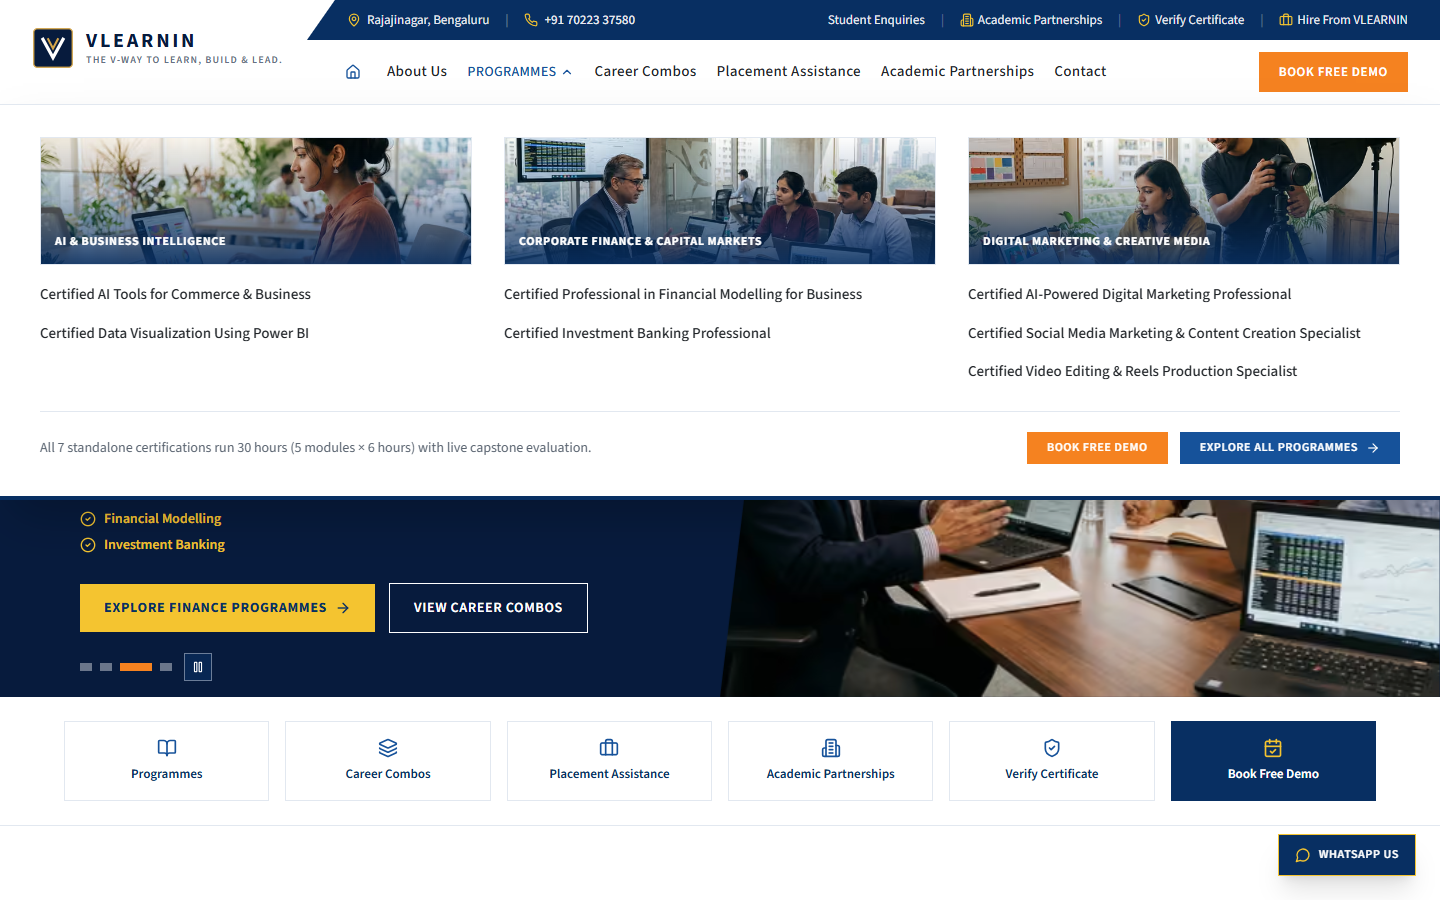 VLEARNIN
THE V-WAY TO LEARN, BUILD & LEAD.
Rajajinagar, Bengaluru
+91 70223 37580
Student Enquiries
Academic Partnerships
Verify Certificate
Hire From VLEARNIN
About Us
PROGRAMMES
Career Combos
Placement Assistance
Academic Partnerships
Contact
BOOK FREE DEMO
AI & BUSINESS INTELLIGENCE
Certified AI Tools for Commerce & Business
Certified Data Visualization Using Power BI
CORPORATE FINANCE & CAPITAL MARKETS
Certified Professional in Financial Modelling for Business
Certified Investment Banking Professional
DIGITAL MARKETING & CREATIVE MEDIA
Certified AI-Powered Digital Marketing Professional
Certified Social Media Marketing & Content Creation Specialist
Certified Video Editing & Reels Production Specialist
All 7 standalone certifications run 30 hours (5 modules × 6 hours) with live capstone evaluation.
BOOK FREE DEMO
EXPLORE ALL PROGRAMMES
Financial Modelling
Investment Banking
EXPLORE FINANCE PROGRAMMES
VIEW CAREER COMBOS
Programmes
Career Combos
Placement Assistance
Academic Partnerships
Verify Certificate
Book Free Demo
WHATSAPP US